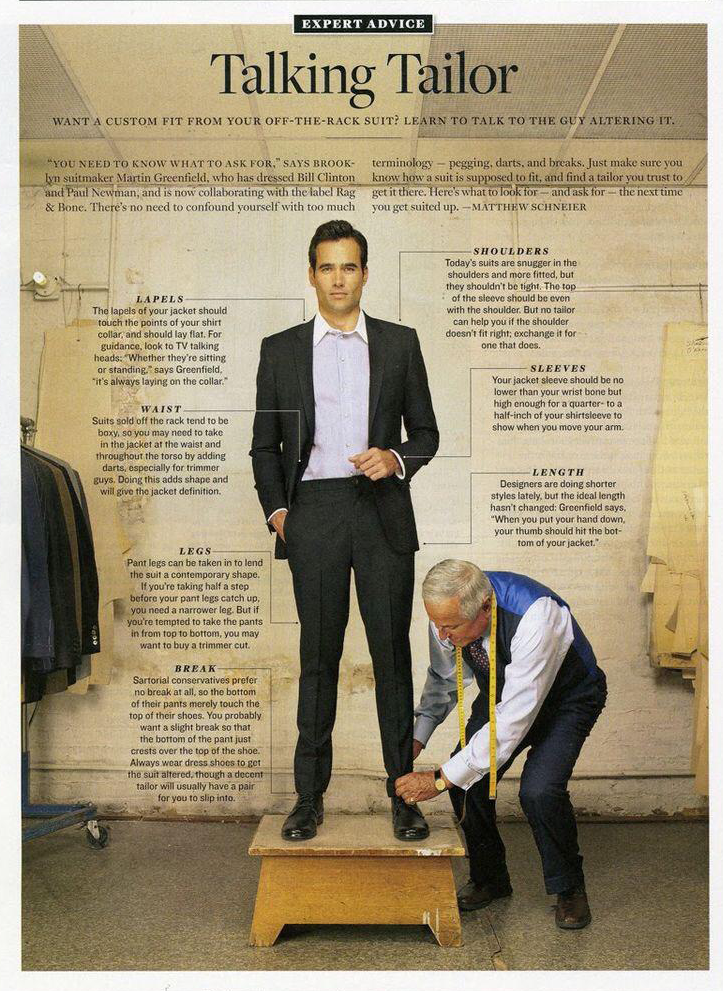 EXPERT ADVICE
Talking Tailor
WANT A CUSTOM FIT FROM YOUR OFF-THE-RACK SUIT? LEARN TO TALK TO THE GUY ALTERING IT.
“YOU NEED TO KNOW WHAT TO ASK FOR,” SAYS BROOK-
lyn suitmaker Martin Greenfield, who has dressed Bill Clinton
and Paul Newman, and is now collaborating with the label Rag
& Bone. There’s no need to confound yourself with too much
terminology — pegging, darts, and breaks. Just make sure you
know how a suit is supposed to fit, and find a tailor you trust to
get it there. Here’s what to look for — and ask for — the next time
you get suited up. —MATTHEW SCHNEIER
LAPELS
The lapels of your jacket should
touch the points of your shirt
collar, and should lay flat. For
guidance, look to TV talking
heads: “Whether they’re sitting
or standing,” says Greenfield,
“it’s always laying on the collar.”
WAIST
Suits sold off the rack tend to be
boxy, so you may need to take
in the jacket at the waist and
throughout the torso by adding
darts, especially for trimmer
guys. Doing this adds shape and
will give the jacket definition.
LEGS
Pant legs can be taken in to lend
the suit a contemporary shape.
If you’re taking half a step
before your pant legs catch up,
you need a narrower leg. But if
you’re tempted to take the pants
in from top to bottom, you may
want to buy a trimmer cut.
BREAK
Sartorial conservatives prefer
no break at all, so the bottom
of their pants merely touch the
top of their shoes. You probably
want a slight break so that
the bottom of the pant just
crests over the top of the shoe.
Always wear dress shoes to get
the suit altered, though a decent
tailor will usually have a pair
for you to slip into.
SHOULDERS
Today’s suits are snugger in the
shoulders and more fitted, but
they shouldn’t be tight. The top
of the sleeve should be even
with the shoulder. But no tailor
can help you if the shoulder
doesn’t fit right; exchange it for
one that does.
SLEEVES
Your jacket sleeve should be no
lower than your wrist bone but
high enough for a quarter- to a
half-inch of your shirtsleeve to
show when you move your arm.
LENGTH
Designers are doing shorter
styles lately, but the ideal length
hasn’t changed: Greenfield says,
“When you put your hand down,
your thumb should hit the bot-
tom of your jacket.”